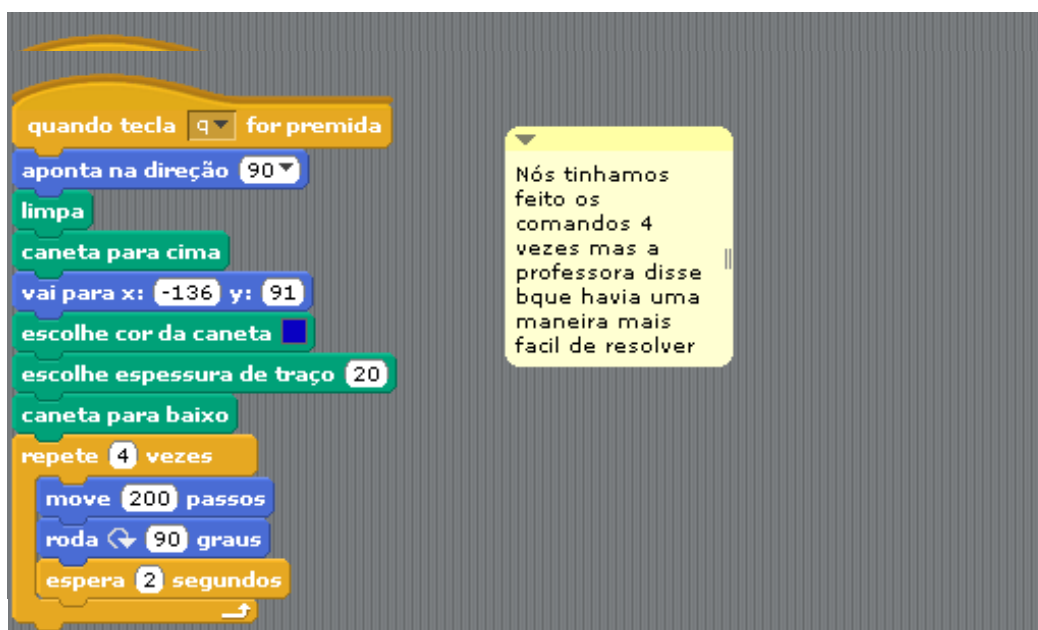 quando tecla q for premida
aponta na direção 90
limpa
caneta para cima
vai para x: -136 y: 91
escolhe cor da caneta
escolhe espessura de traço 20
caneta para baixo
repete 4 vezes
move 200 passos
roda 90 graus
espera 2 segundos
Nós tinhamos
feito os
comandos 4
vezes mas a
professora disse
bque havia uma
maneira mais
facil de resolver